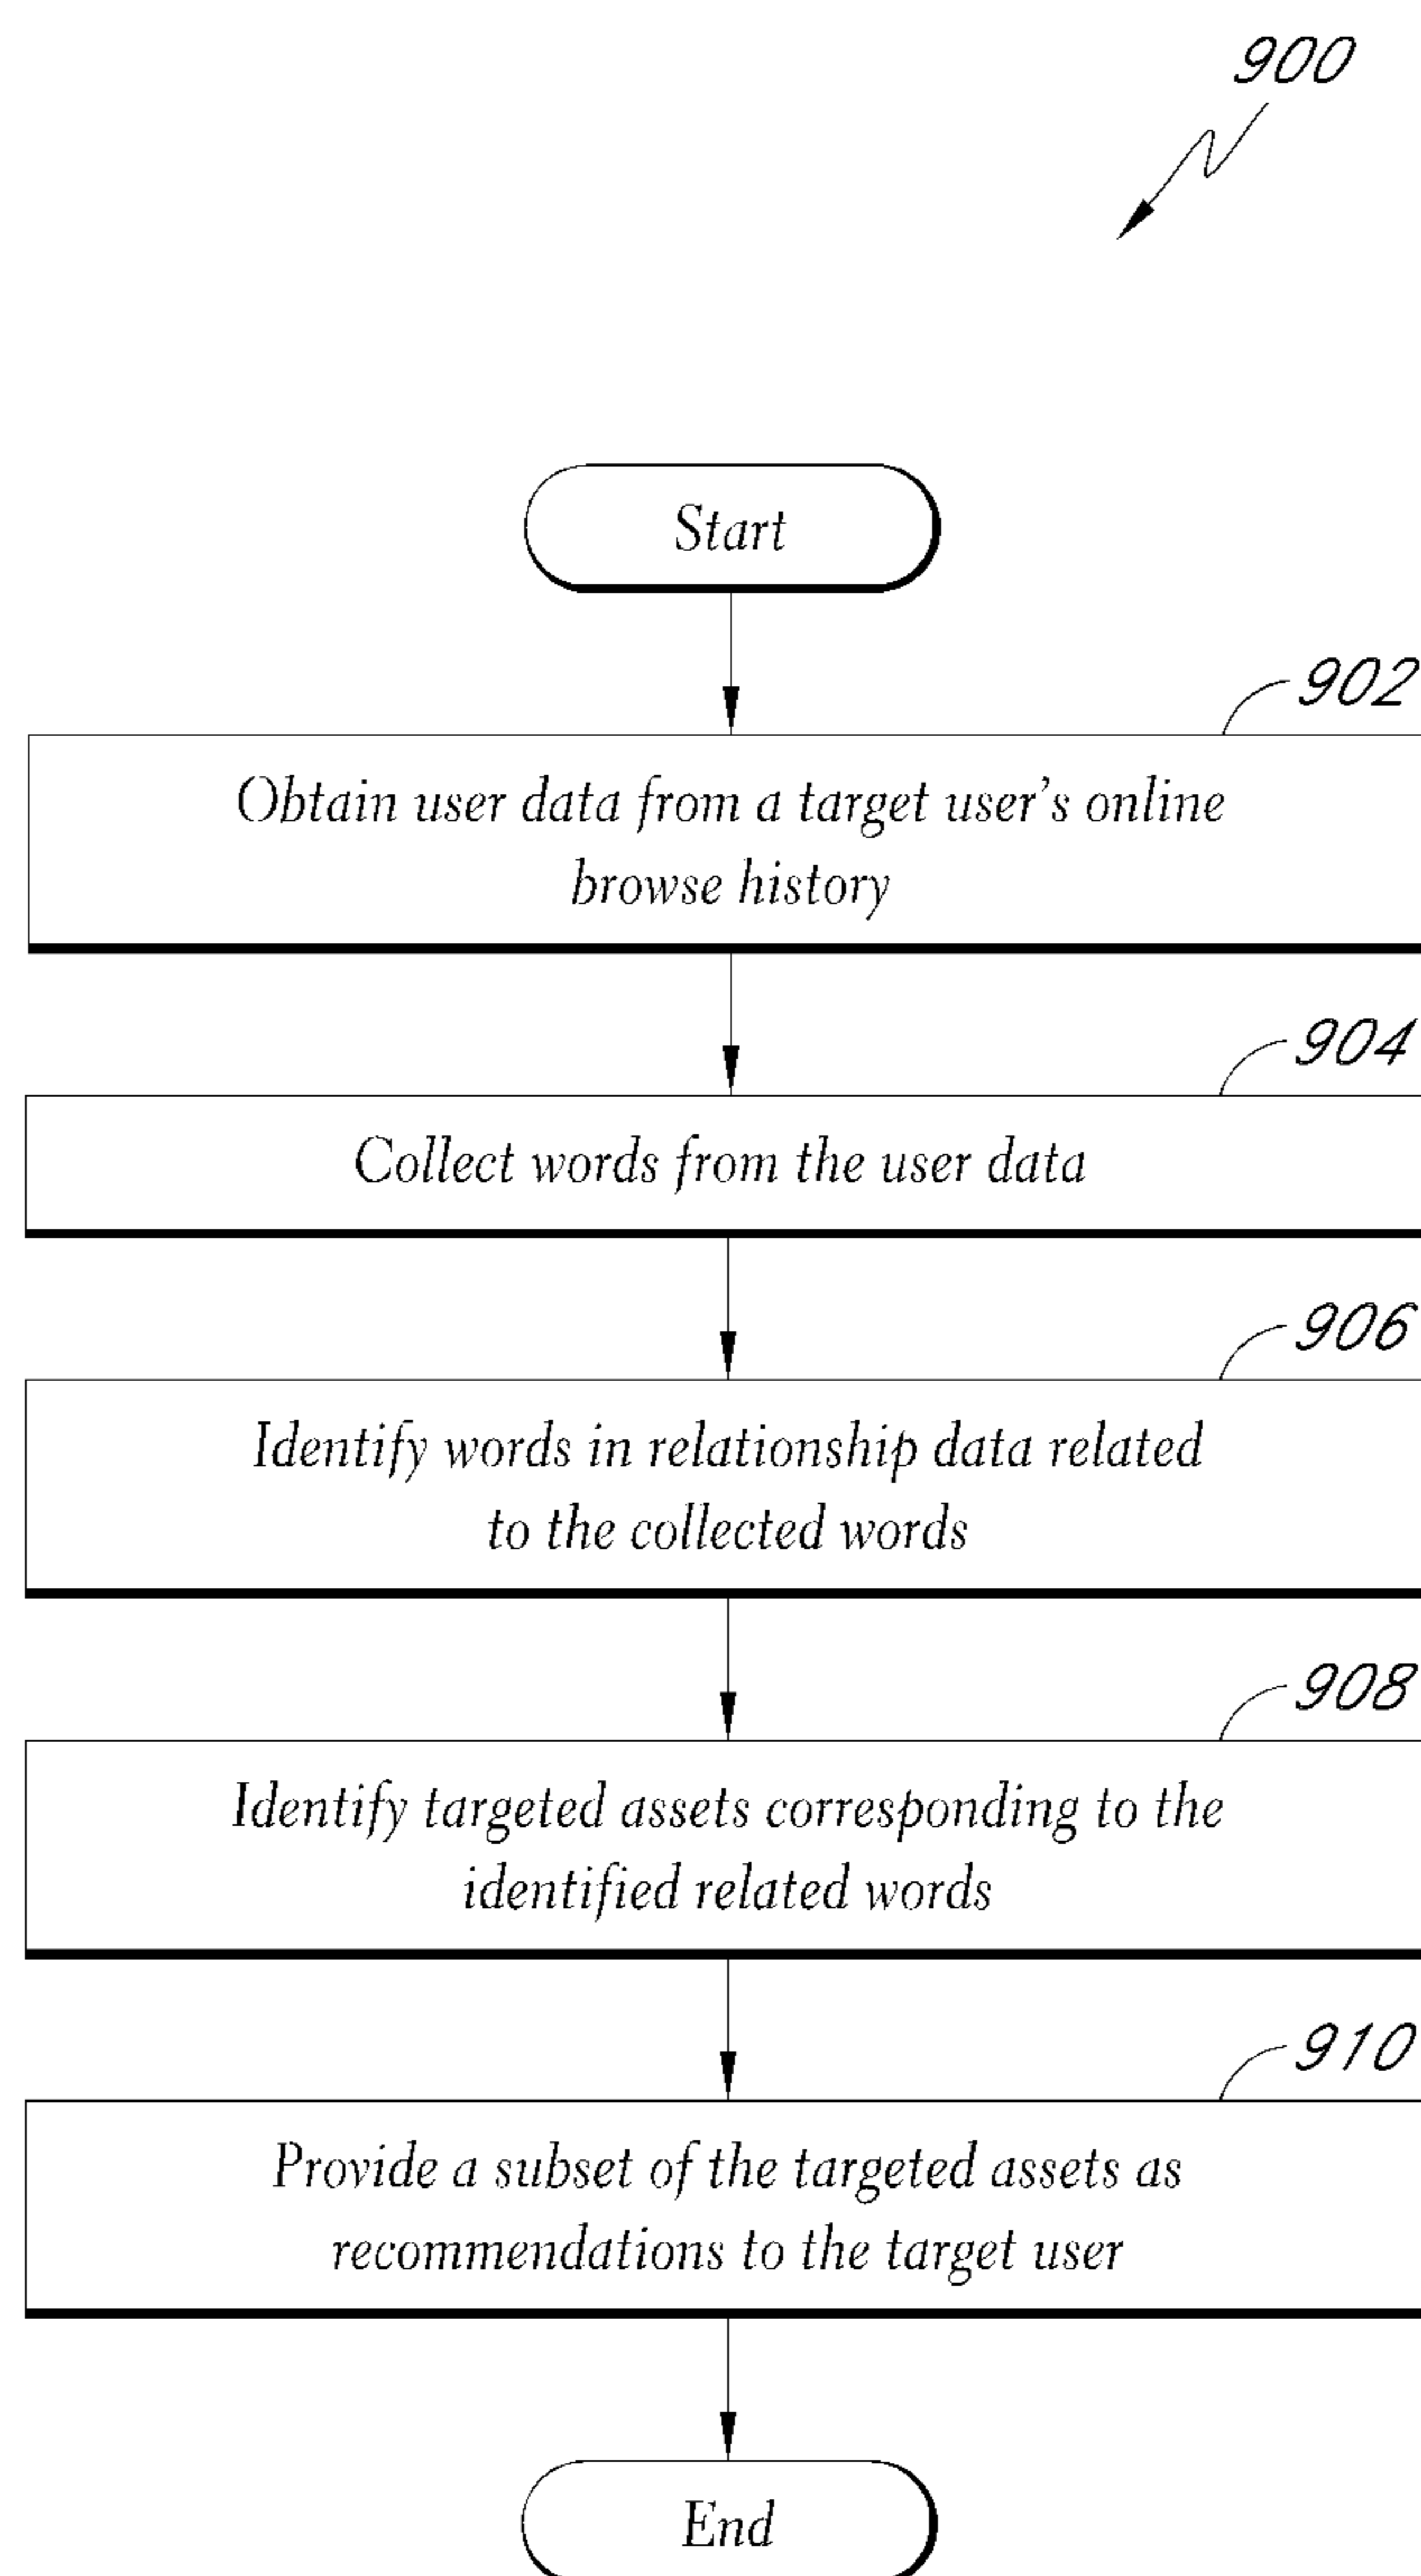 900
Start
902
Obtain user data from a target user's online
browse history
904
Collect words from the user data
906
Identify words in relationship data related
to the collected words
908
Identify targeted assets corresponding to the
identified related words
910
Provide a subset of the targeted assets as
recommendations to the target user
End